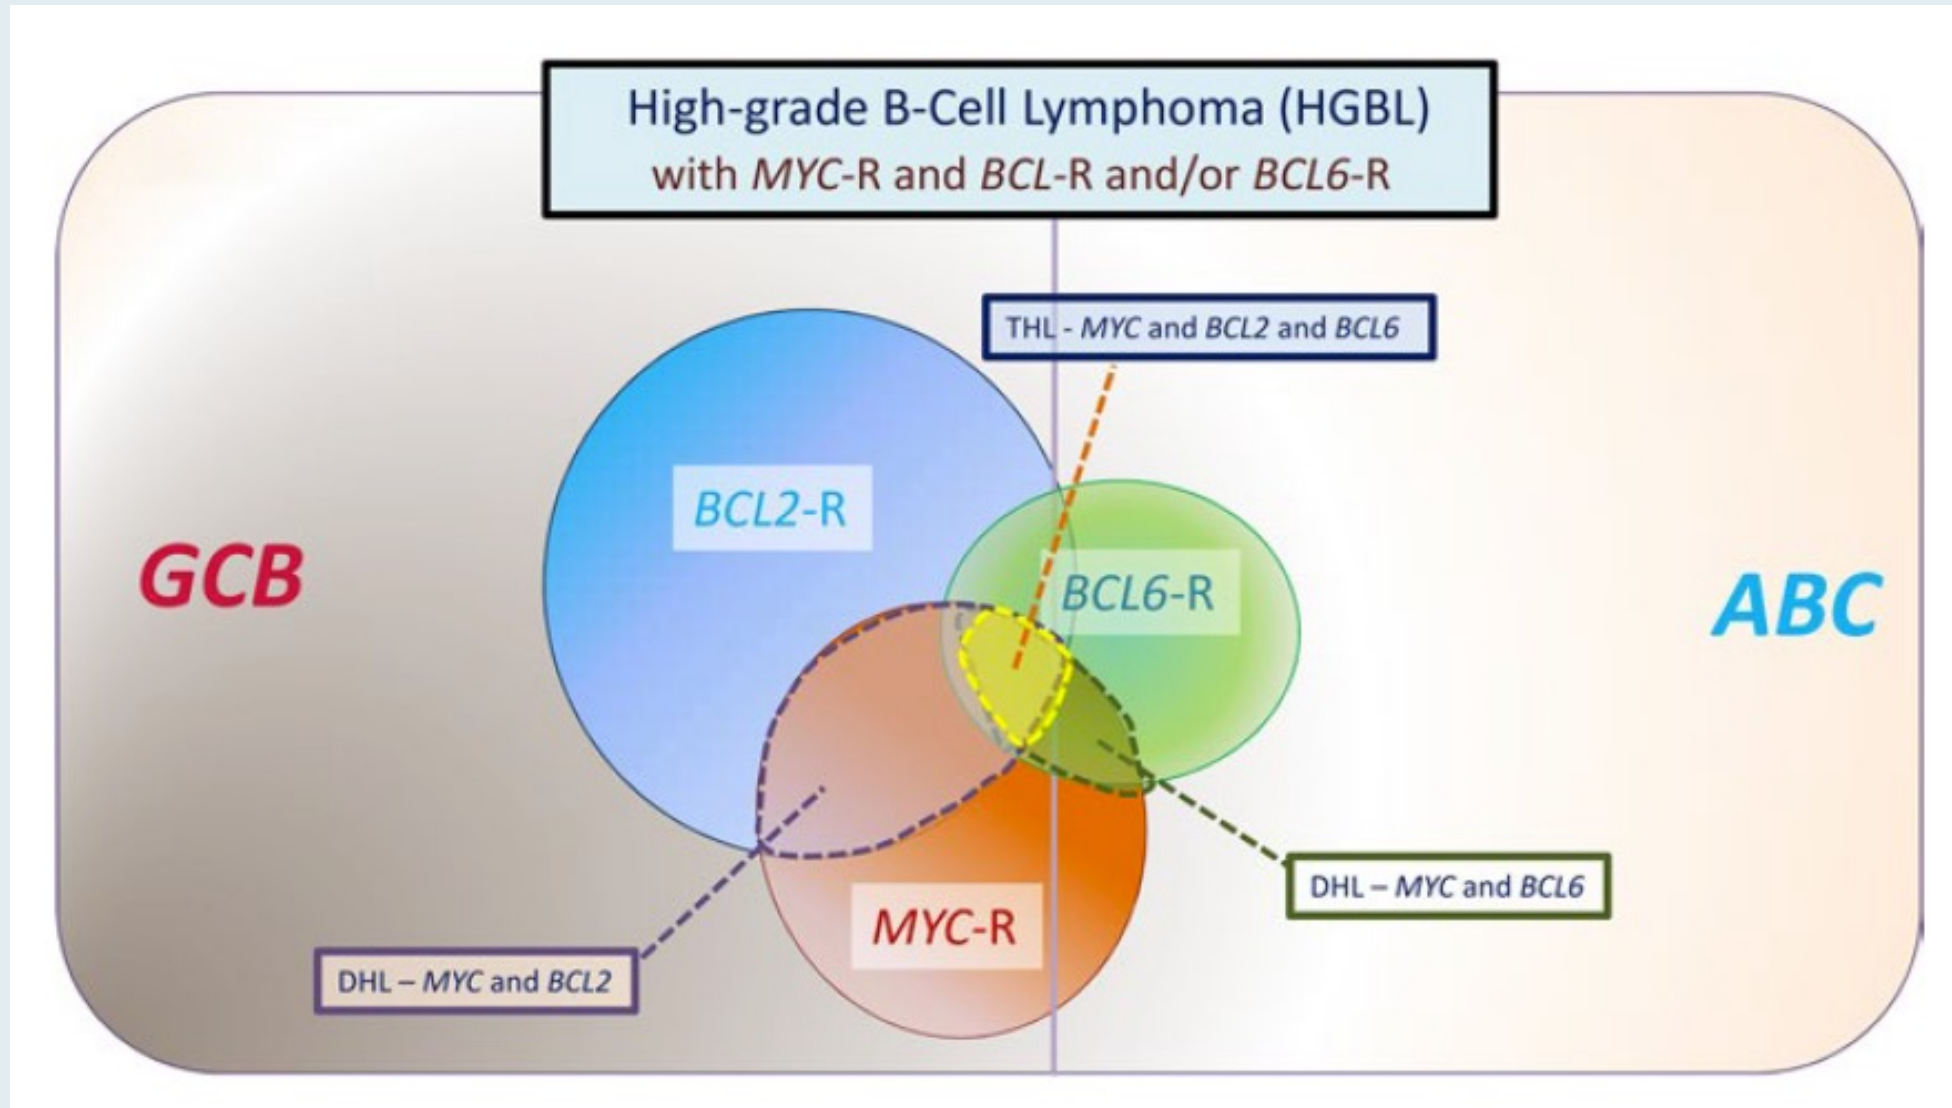 High-grade B-Cell Lymphoma (HGBL)
with MYC-R and BCL-R and/or BCL6-R
THL - MYC and BCL2 and BCL6
BCL2-R
BCL6-R
GCB
ABC
DHL – MYC and BCL6
MYC-R
DHL – MYC and BCL2